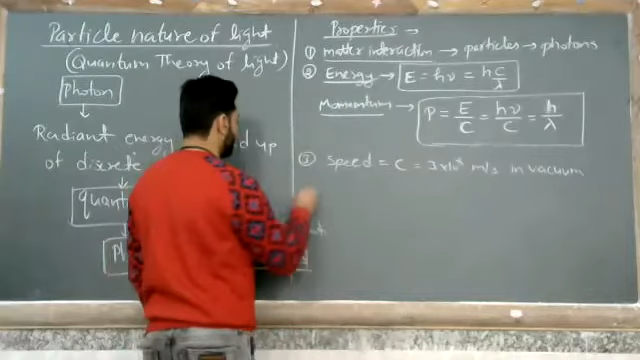 Particle nature of light
(Quantum Theory of light)
Photon
Radiant energy up
of discrete
Properties →
① matter interaction → particles → photons
② Energy → E = hν = hc/λ
Momentum → P = E/C = hν/C = h/λ
③ speed = C = 3×10⁸ m/s in vacuum